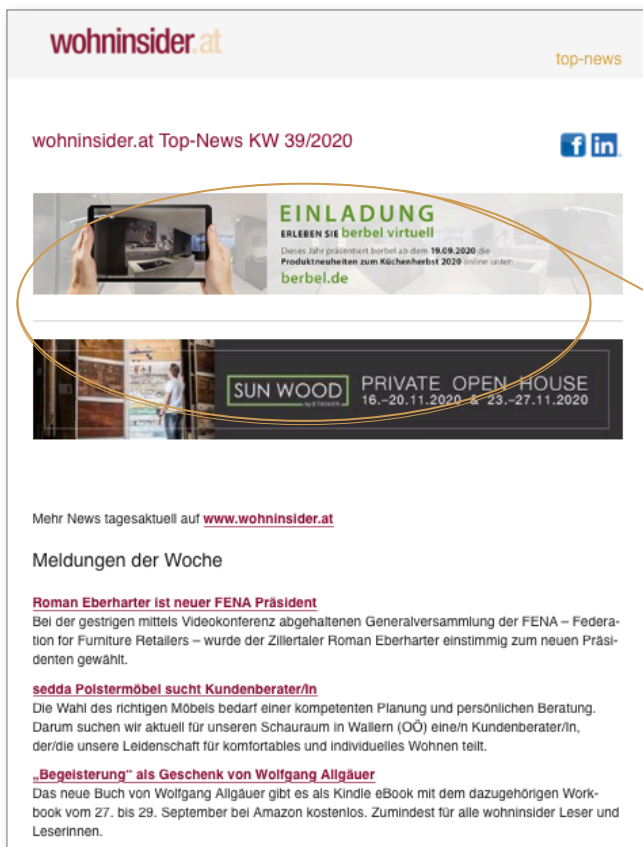 wohninsider.at
top-news
wohninsider.at Top-News KW 39/2020
f in
EINLADUNG
ERLEBEN SIE berbel virtuell
Dieses Jahr präsentiert berbel ab dem 19.09.2020 die
Produktneuheiten zum Küchenherbst 2020 online unter:
berbel.de
SUN WOOD
by STAINER
PRIVATE OPEN HOUSE
16.–20.11.2020 & 23.–27.11.2020
Mehr News tagesaktuell auf www.wohninsider.at
Meldungen der Woche
Roman Eberharter ist neuer FENA Präsident
Bei der gestrigen mittels Videokonferenz abgehaltenen Generalversammlung der FENA – Federa-
tion for Furniture Retailers – wurde der Zillertaler Roman Eberharter einstimmig zum neuen Präsi-
denten gewählt.
sedda Polstermöbel sucht Kundenberater/In
Die Wahl des richtigen Möbels bedarf einer kompetenten Planung und persönlichen Beratung.
Darum suchen wir aktuell für unseren Schauraum in Wallern (OÖ) eine/n Kundenberater/In,
der/die unsere Leidenschaft für komfortables und individuelles Wohnen teilt.
„Begeisterung“ als Geschenk von Wolfgang Allgäuer
Das neue Buch von Wolfgang Allgäuer gibt es als Kindle eBook mit dem dazugehörigen Work-
book vom 27. bis 29. September bei Amazon kostenlos. Zumindest für alle wohninsider Leser und
Leserinnen.